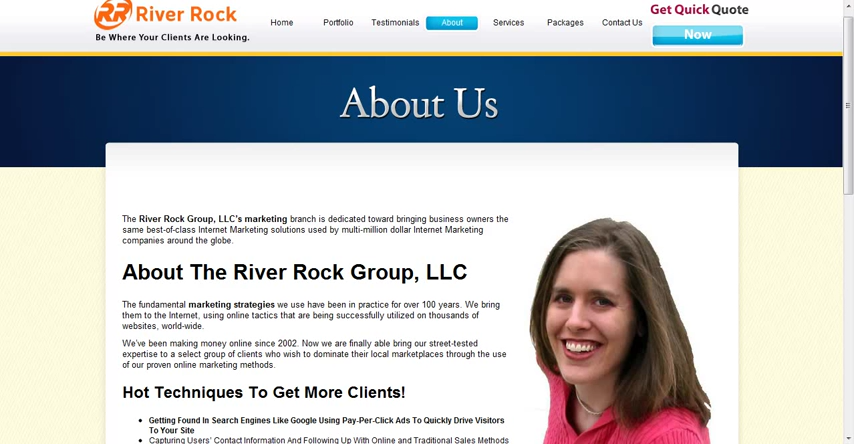 RR River Rock
Be Where Your Clients Are Looking.
Home Portfolio Testimonials About Services Packages Contact Us
Get Quick Quote
Now
About Us
The River Rock Group, LLC's marketing branch is dedicated toward bringing business owners the
same best-of-class Internet Marketing solutions used by multi-million dollar Internet Marketing
companies around the globe.
About The River Rock Group, LLC
The fundamental marketing strategies we use have been in practice for over 100 years. We bring
them to the Internet, using online tactics that are being successfully utilized on thousands of
websites, world-wide.
We've been making money online since 2002. Now we are finally able bring our street-tested
expertise to a select group of clients who wish to dominate their local marketplaces through the use
of our proven online marketing methods.
Hot Techniques To Get More Clients!
Getting Found In Search Engines Like Google Using Pay-Per-Click Ads To Quickly Drive Visitors
To Your Site
Capturing Users' Contact Information And Following Up With Online and Traditional Sales Methods